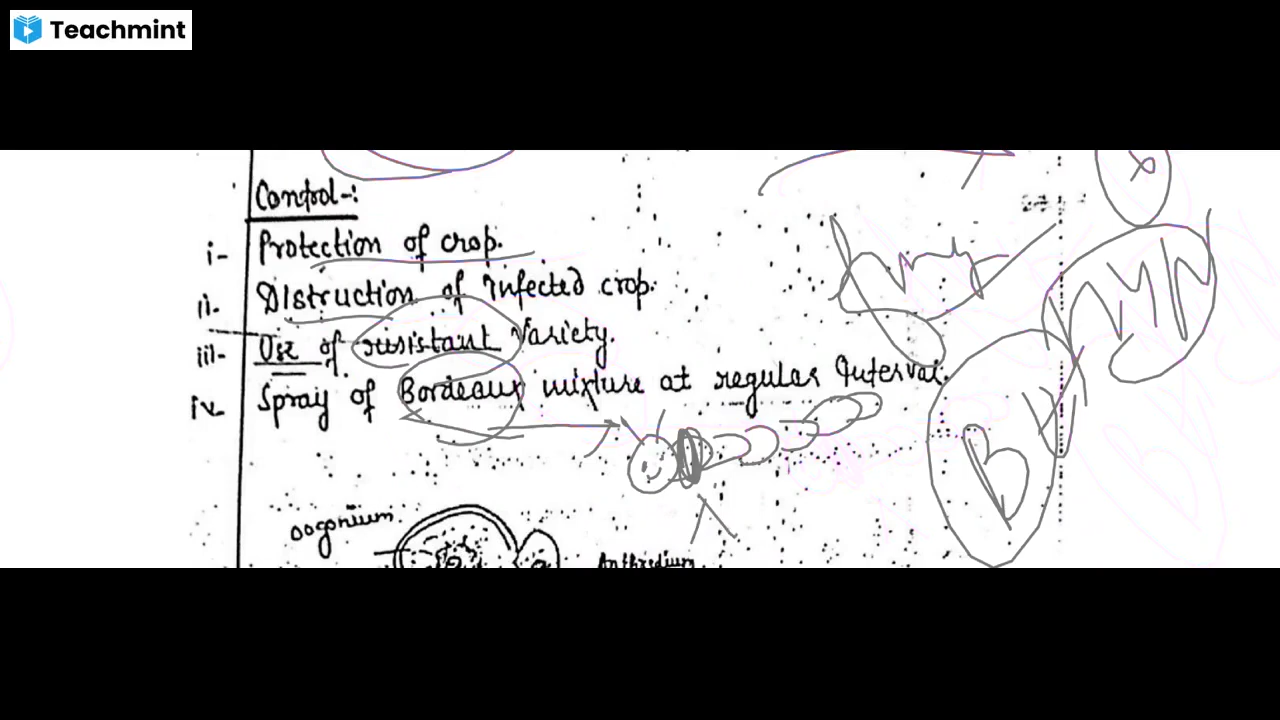 Teachmint
Control-:
i- Protection of crop.
ii- Distruction of infected crop.
iii- Use of resistant Variety.
iv- Spray of Bordeaux mixture at regular Interval.
oogonium
Anthredium